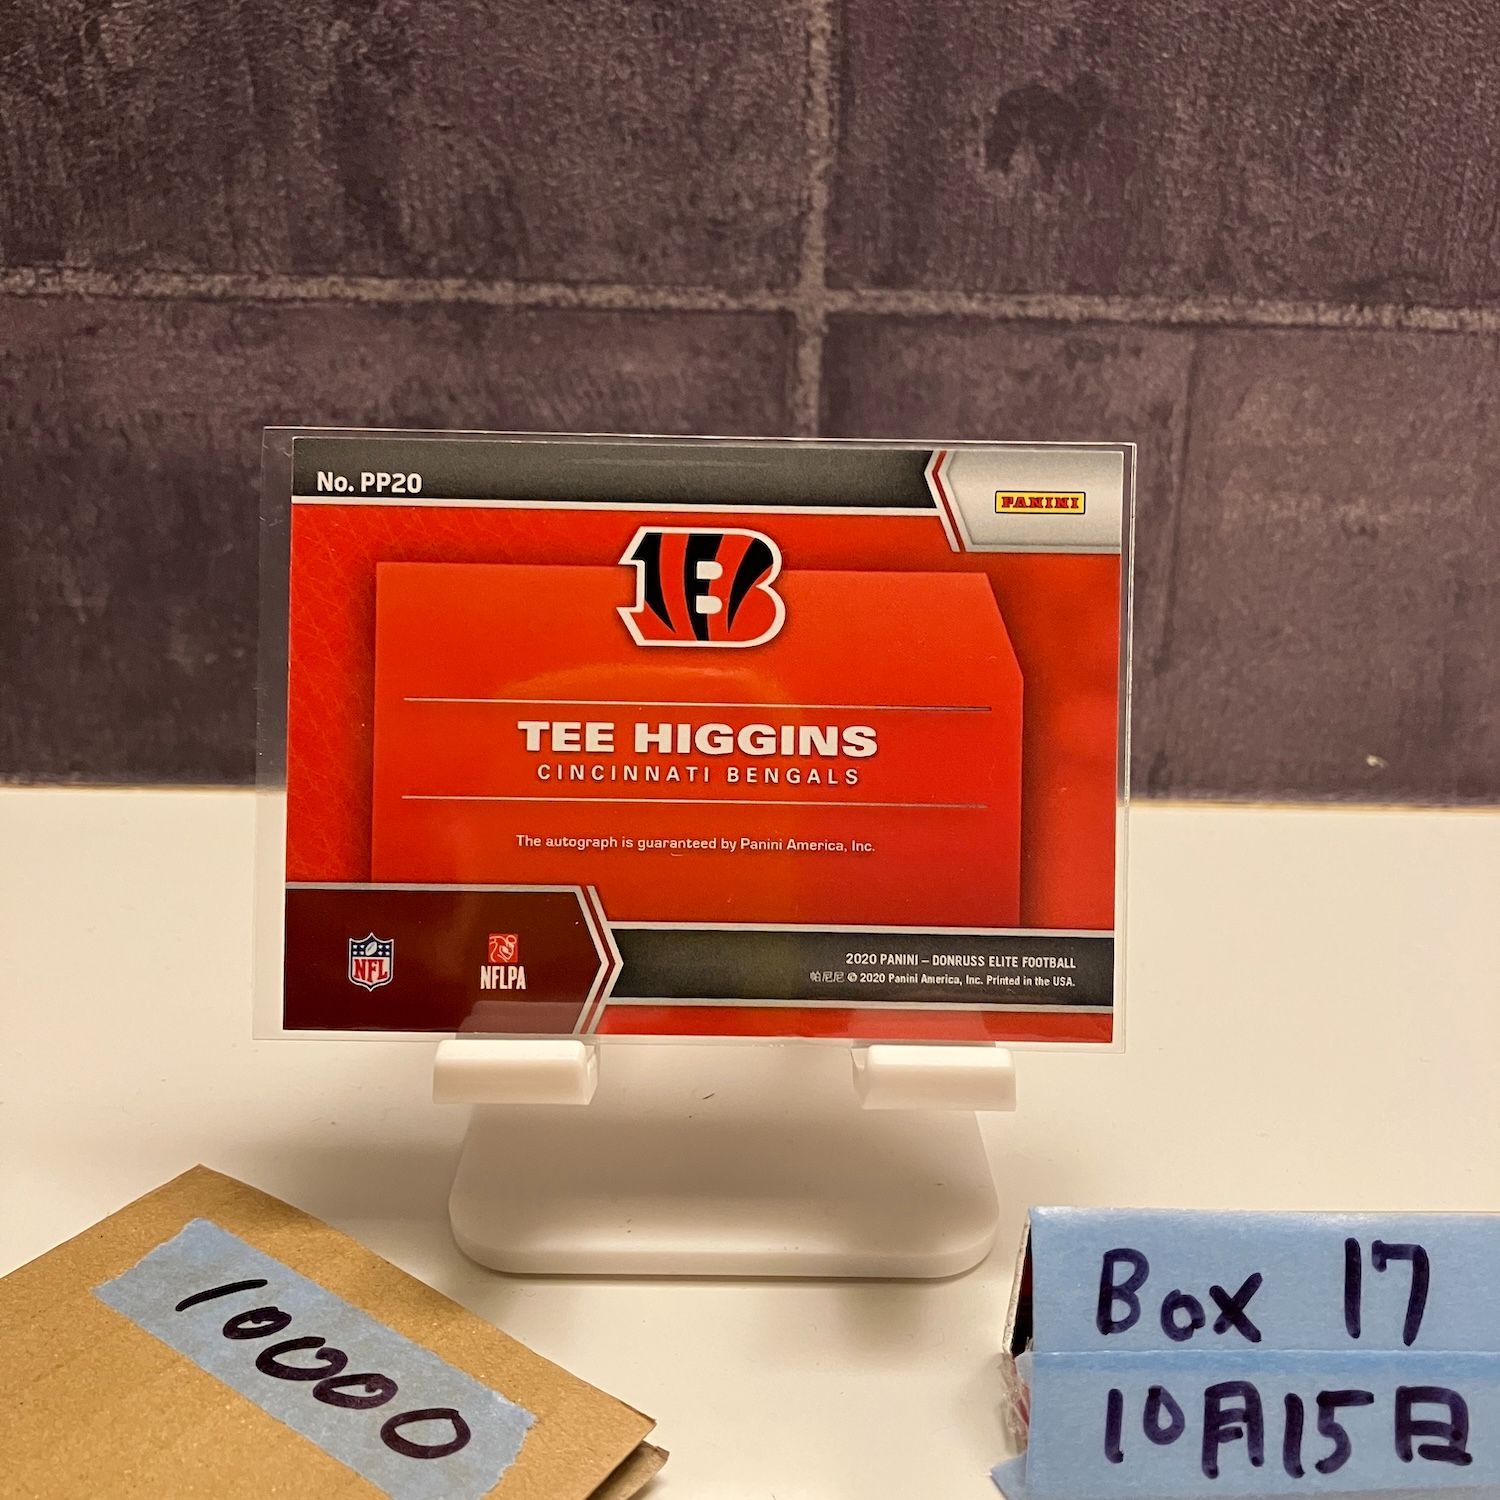 No. PP20
PANINI
B
TEE HIGGINS
CINCINNATI BENGALS
The autograph is guaranteed by Panini America, Inc.
NFL
NFLPA
2020 PANINI – DONRUSS ELITE FOOTBALL
帕尼尼 © 2020 Panini America, Inc. Printed in the USA.
10000
Box 17
10月15日